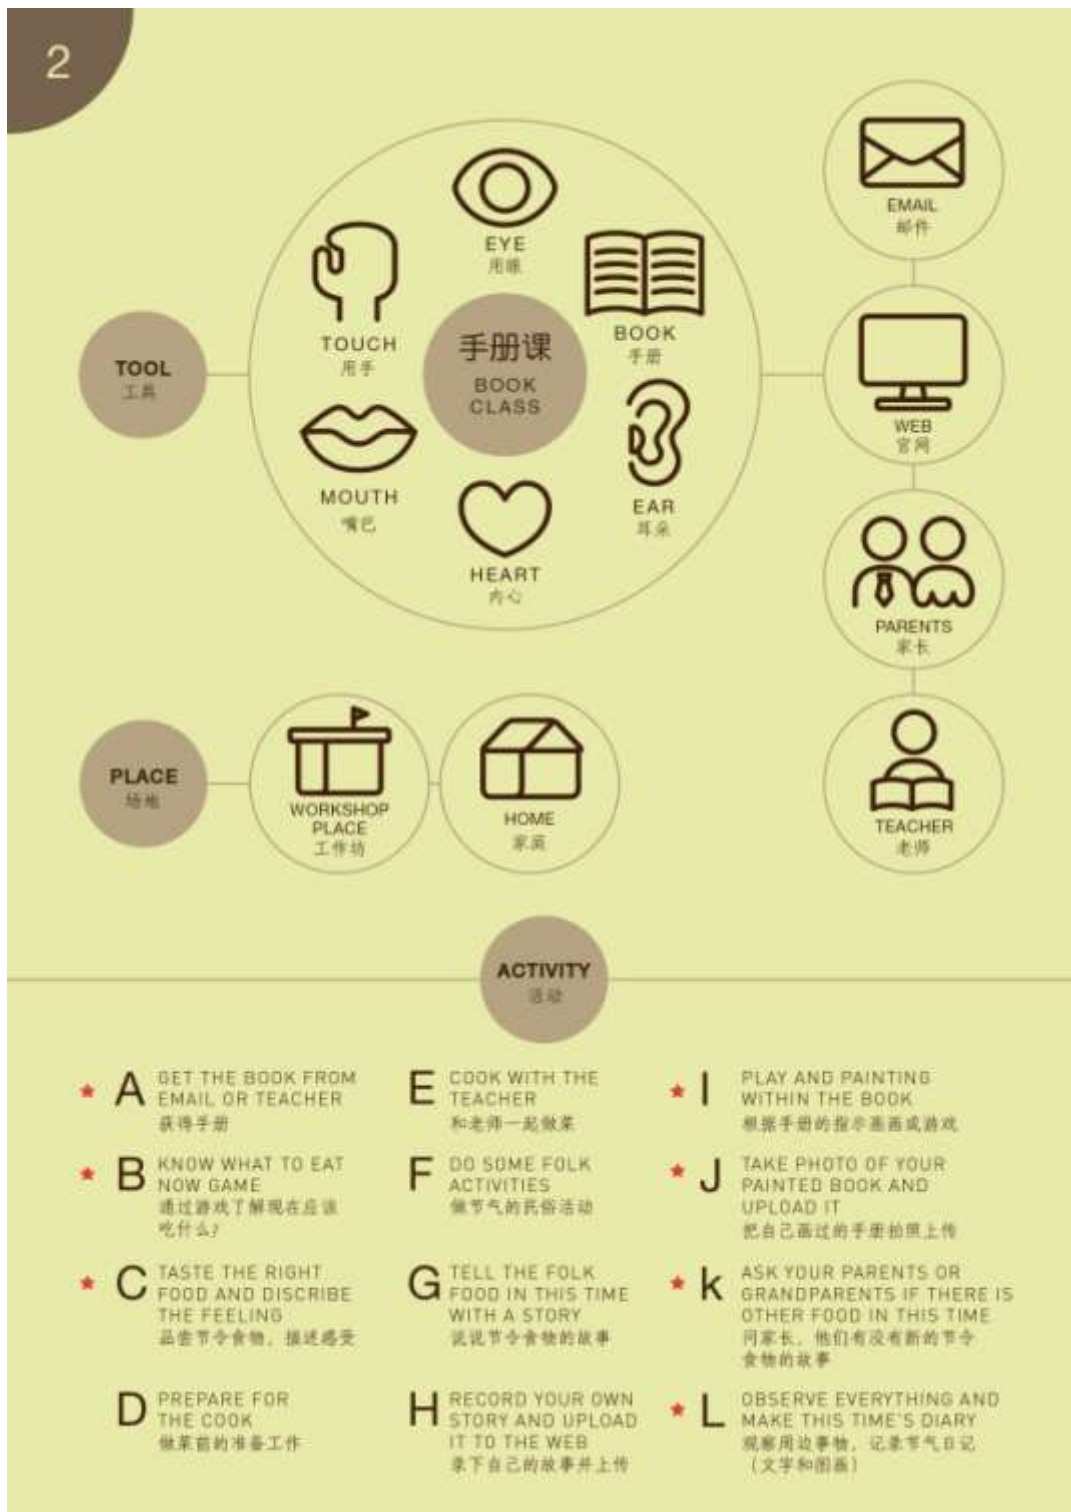 2
EYE
用眼
TOUCH
用手
BOOK
手册
手册课
BOOK
CLASS
MOUTH
嘴巴
EAR
耳朵
HEART
内心
TOOL
工具
EMAIL
邮件
WEB
官网
PARENTS
家长
TEACHER
老师
PLACE
场地
WORKSHOP
PLACE
工作坊
HOME
家庭
ACTIVITY
活动
A
GET THE BOOK FROM
EMAIL OR TEACHER
获得手册
B
KNOW WHAT TO EAT
NOW GAME
通过游戏了解现在应该
吃什么?
C
TASTE THE RIGHT
FOOD AND DISCRIBE
THE FEELING
品尝节令食物，描述感受
D
PREPARE FOR
THE COOK
做菜前的准备工作
E
COOK WITH THE
TEACHER
和老师一起做菜
F
DO SOME FOLK
ACTIVITIES
做节气的民俗活动
G
TELL THE FOLK
FOOD IN THIS TIME
WITH A STORY
说说节令食物的故事
H
RECORD YOUR OWN
STORY AND UPLOAD
IT TO THE WEB
录下自己的故事并上传
I
PLAY AND PAINTING
WITHIN THE BOOK
根据手册的指示画画或游戏
J
TAKE PHOTO OF YOUR
PAINTED BOOK AND
UPLOAD IT
把自己画过的手册拍照上传
k
ASK YOUR PARENTS OR
GRANDPARENTS IF THERE IS
OTHER FOOD IN THIS TIME
问家长，他们有没有新的节令
食物的故事
L
OBSERVE EVERYTHING AND
MAKE THIS TIME'S DIARY
观察周边事物，记录节气日记
（文字和图画）